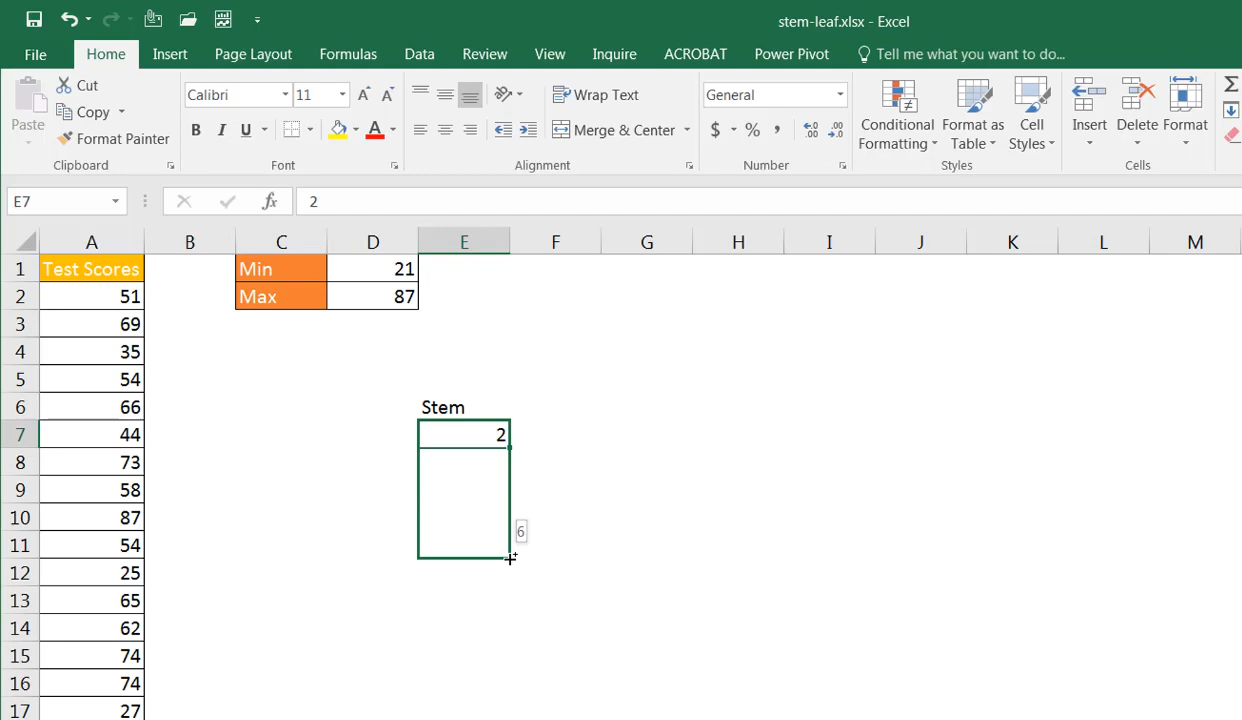 stem-leaf.xlsx - Excel
File Home Insert Page Layout Formulas Data Review View Inquire ACROBAT Power Pivot Tell me what you want to do...
Paste
Cut
Copy
Format Painter
Clipboard
Calibri 11
B I U A
Font
Wrap Text
Merge & Center
Alignment
General
$ % ,
Number
Conditional Formatting
Format as Table
Cell Styles
Styles
Insert Delete Format
Cells
E7 fx 2
A B C D E F G H I J K L M
1 Test Scores Min 21
2 51 Max 87
3 69
4 35
5 54
6 66 Stem
7 44 2
8 73
9 58
10 87
6
11 54
12 25
13 65
14 62
15 74
16 74
17 27